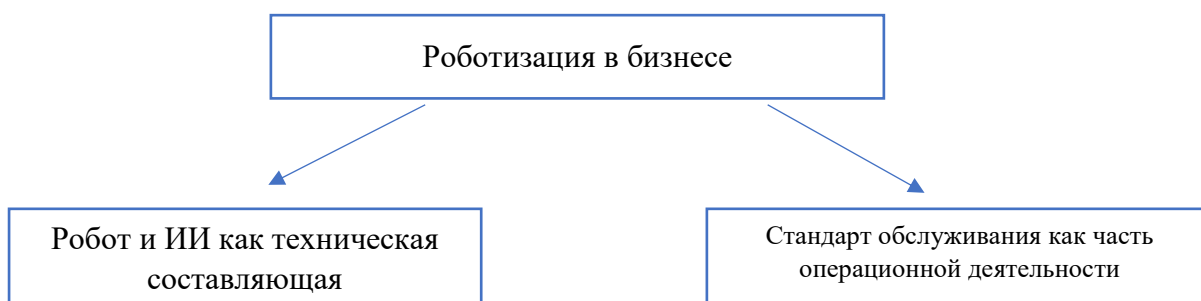 Роботизация в бизнесе
Робот и ИИ как техническая
составляющая
Стандарт обслуживания как часть
операционной деятельности